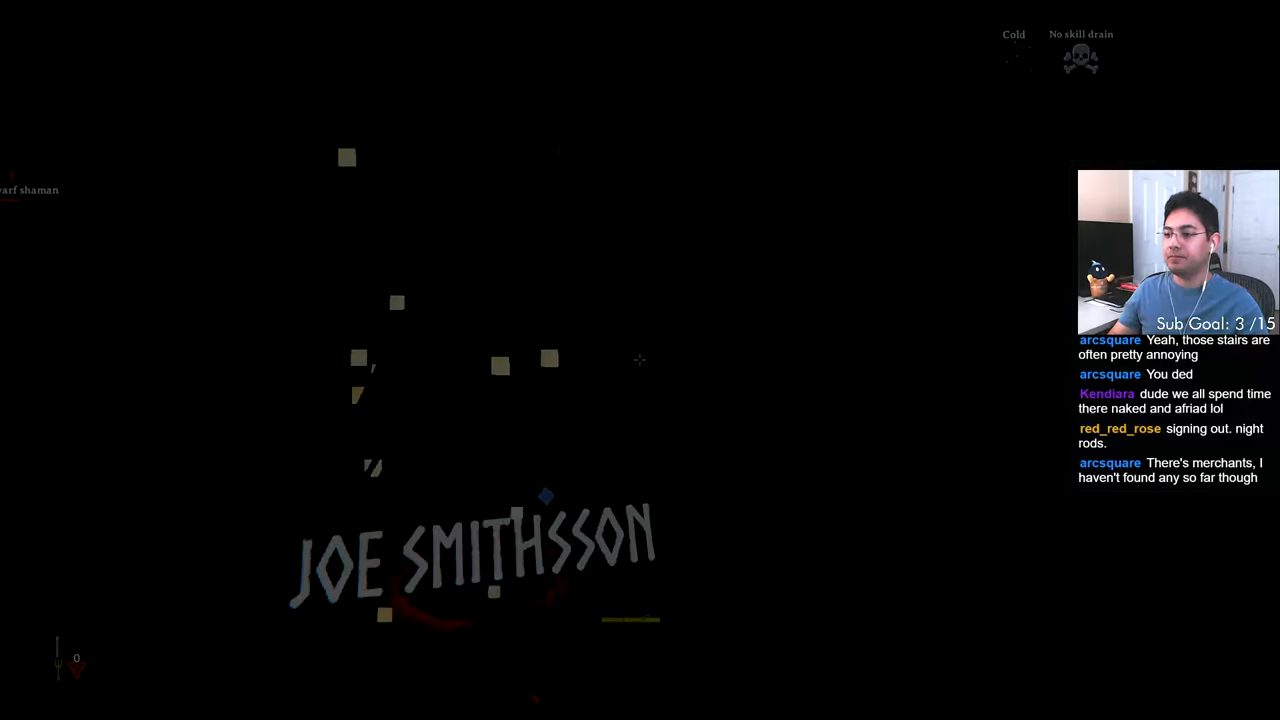 Cold
No skill drain
arf shaman
JOE SMITHSSON
0
Sub Goal: 3 /15
arcsquare Yeah, those stairs are
often pretty annoying
arcsquare You ded
Kendiara dude we all spend time
there naked and afriad lol
red_red_rose signing out. night
rods.
arcsquare There's merchants, I
haven't found any so far though